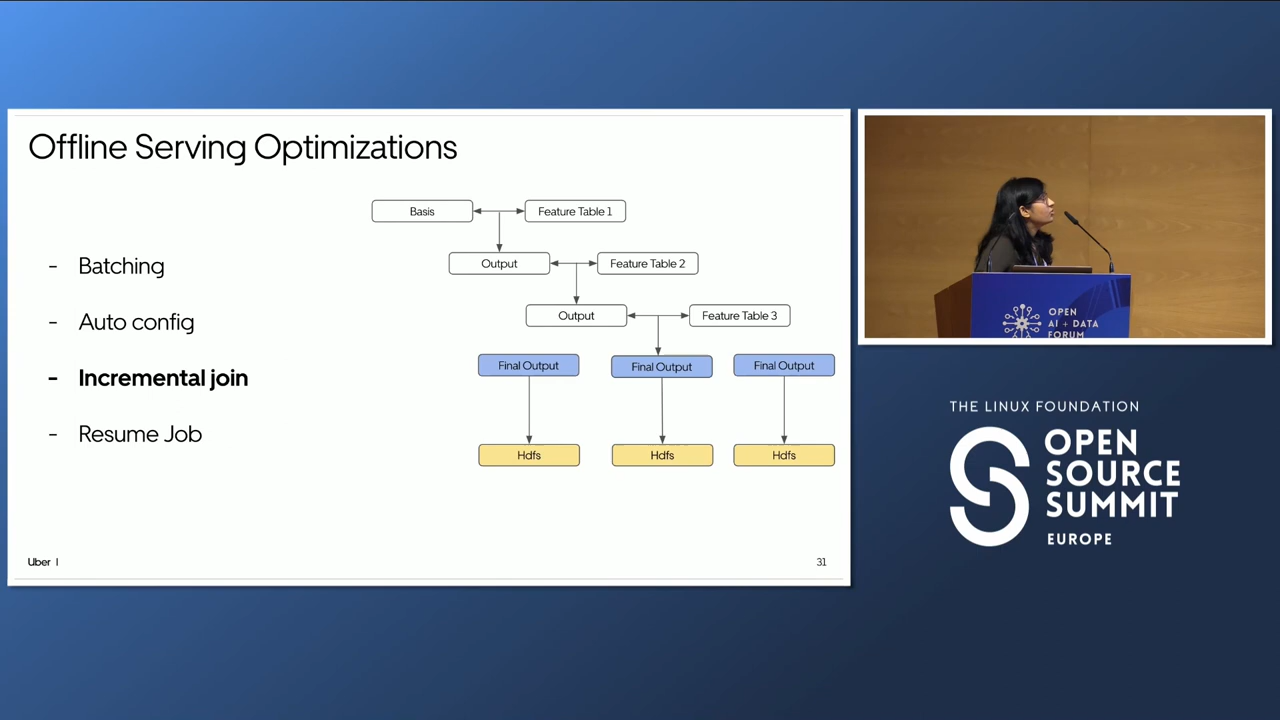 Offline Serving Optimizations
- Batching
- Auto config
- Incremental join
- Resume Job
Basis
Feature Table 1
Output
Feature Table 2
Output
Feature Table 3
Final Output
Final Output
Final Output
Hdfs
Hdfs
Hdfs
Uber |
31
OPEN
AI + DATA
FORUM
THE LINUX FOUNDATION
OPEN
SOURCE
SUMMIT
EUROPE